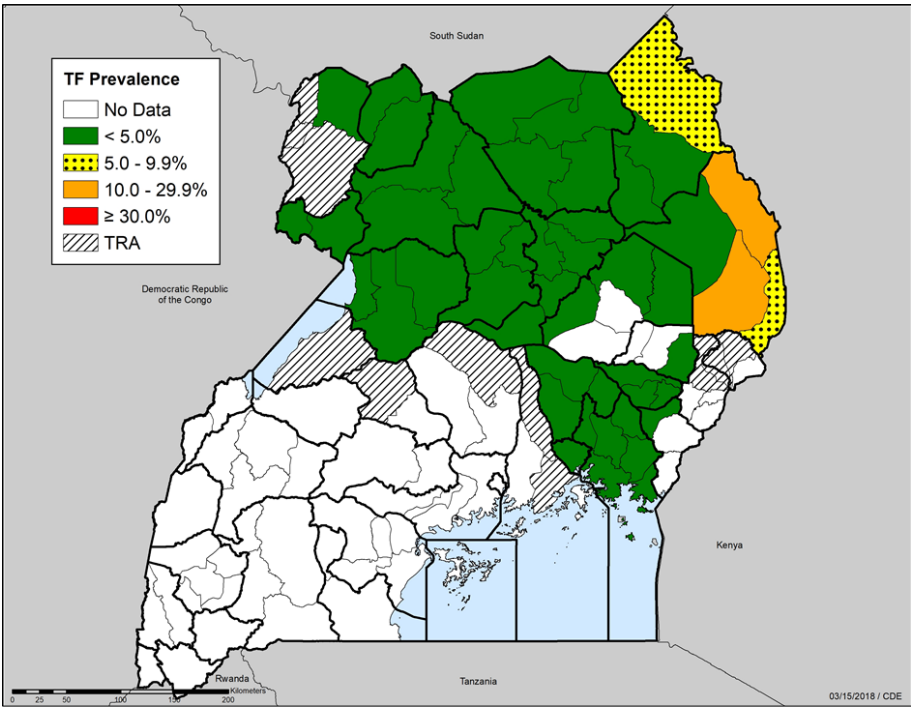 South Sudan
TF Prevalence
No Data
< 5.0%
5.0 - 9.9%
10.0 - 29.9%
≥ 30.0%
TRA
Democratic Republic
of the Congo
Kenya
Rwanda
Tanzania
Kilometers
0 25 50 100 150 200
03/15/2018 / CDE